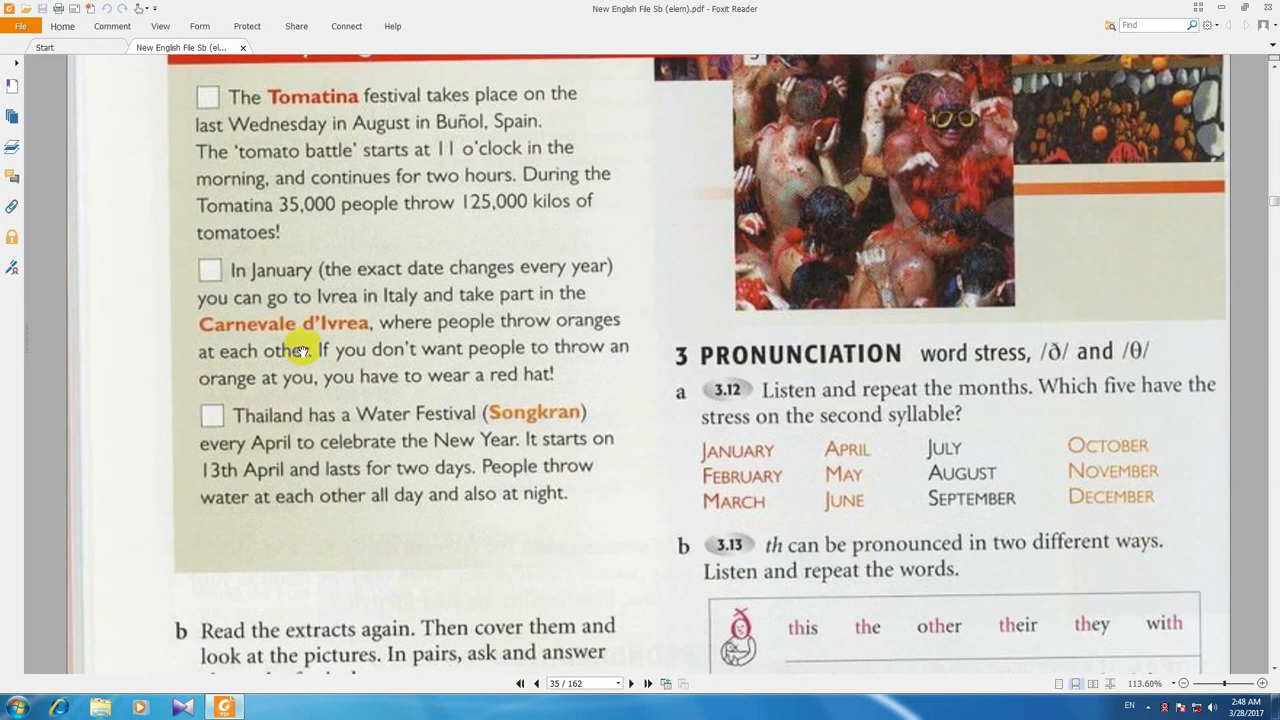 New English File Sb (elern).pdf - Foxit Reader
File Home Comment View Form Protect Share Connect Help
Find
Start
New English File Sb (el...
The Tomatina festival takes place on the
last Wednesday in August in Buñol, Spain.
The 'tomato battle' starts at 11 o'clock in the
morning, and continues for two hours. During the
Tomatina 35,000 people throw 125,000 kilos of
tomatoes!
In January (the exact date changes every year)
you can go to Ivrea in Italy and take part in the
Carnevale d'Ivrea, where people throw oranges
at each other. If you don't want people to throw an
orange at you, you have to wear a red hat!
Thailand has a Water Festival (Songkran)
every April to celebrate the New Year. It starts on
13th April and lasts for two days. People throw
water at each other all day and also at night.
b Read the extracts again. Then cover them and
look at the pictures. In pairs, ask and answer
3 PRONUNCIATION word stress, /ð/ and /θ/
a 3.12 Listen and repeat the months. Which five have the
stress on the second syllable?
JANUARY APRIL JULY OCTOBER
FEBRUARY MAY AUGUST NOVEMBER
MARCH JUNE SEPTEMBER DECEMBER
b 3.13 th can be pronounced in two different ways.
Listen and repeat the words.
this the other their they with
35 / 162
113.60%
EN
2:48 AM
3/28/2017